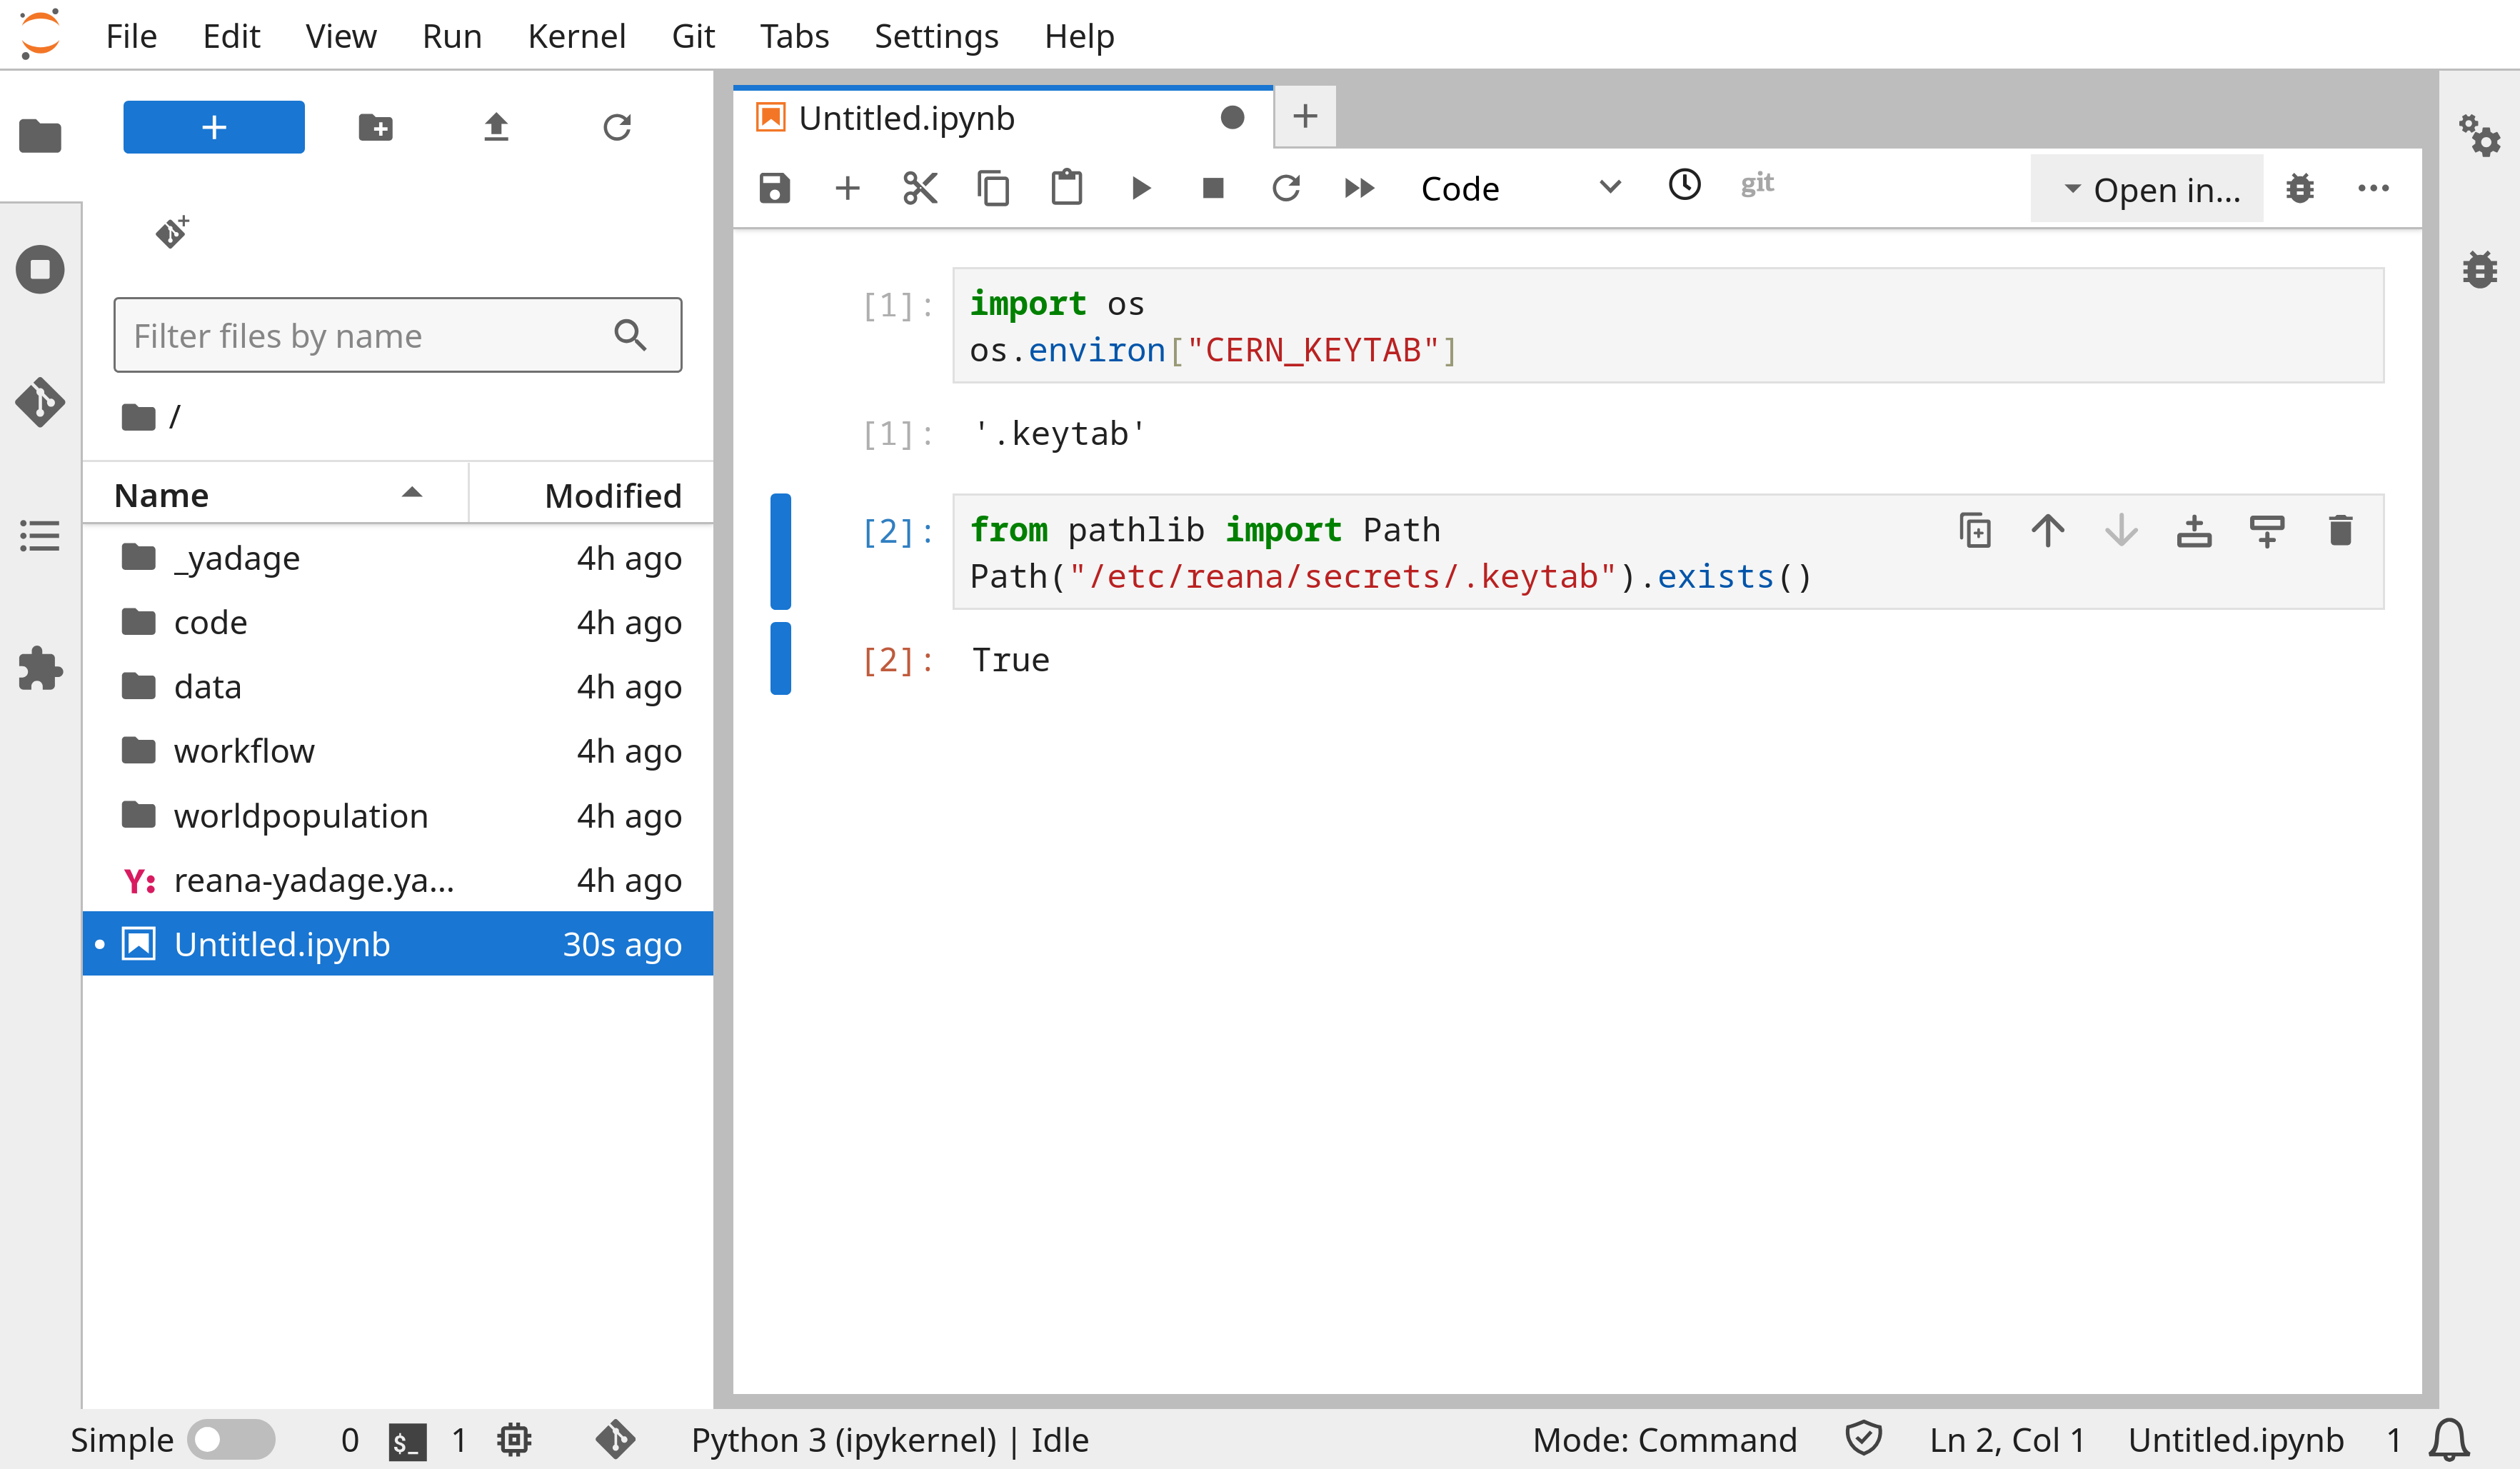 File Edit View Run Kernel Git Tabs Settings Help
Filter files by name
/
Name Modified
_yadage 4h ago
code 4h ago
data 4h ago
workflow 4h ago
worldpopulation 4h ago
Y: reana-yadage.ya... 4h ago
Untitled.ipynb 30s ago
Untitled.ipynb
Code git Open in...
[1]: import os
os.environ["CERN_KEYTAB"]
[1]: '.keytab'
[2]: from pathlib import Path
Path("/etc/reana/secrets/.keytab").exists()
[2]: True
Simple 0 $_ 1 Python 3 (ipykernel) | Idle Mode: Command Ln 2, Col 1 Untitled.ipynb 1